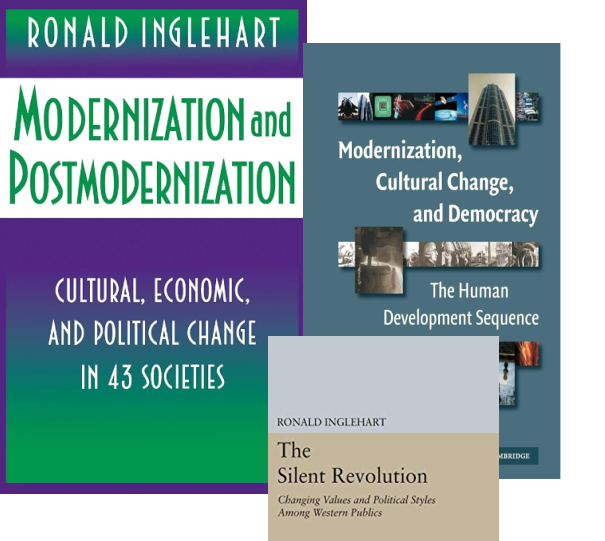 RONALD INGLEHART
MODERNIZATION and
POSTMODERNIZATION
CULTURAL, ECONOMIC,
AND POLITICAL CHANGE
IN 43 SOCIETIES
Modernization,
Cultural Change,
and Democracy
The Human
Development Sequence
MBRIDGE
RONALD INGLEHART
The
Silent Revolution
Changing Values and Political Styles
Among Western Publics